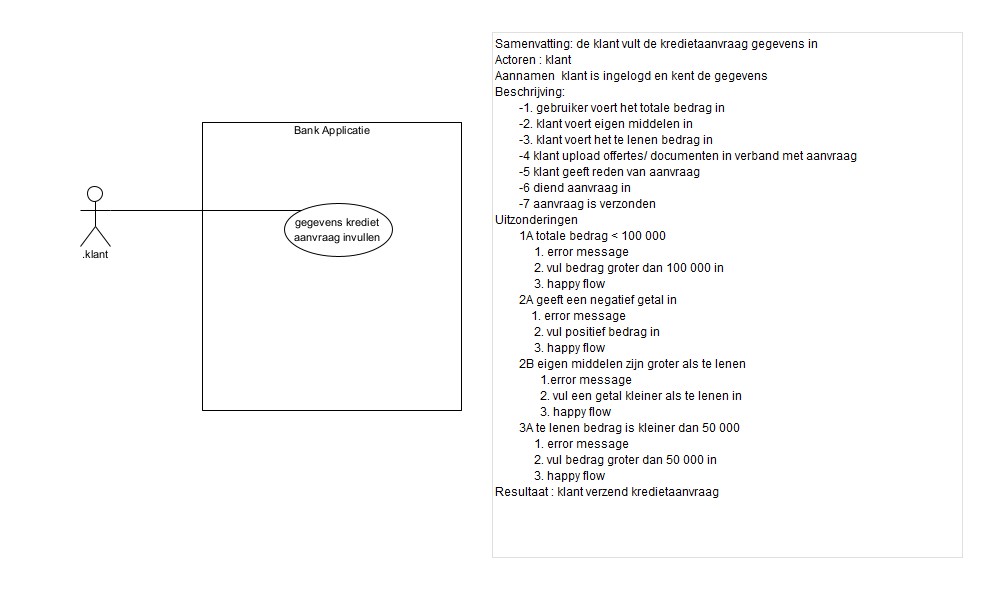 Bank Applicatie
gegevens krediet
aanvraag invullen
.klant
Samenvatting: de klant vult de kredietaanvraag gegevens in
Actoren : klant
Aannamen  klant is ingelogd en kent de gegevens
Beschrijving:
-1. gebruiker voert het totale bedrag in
-2. klant voert eigen middelen in
-3. klant voert het te lenen bedrag in
-4 klant upload offertes/ documenten in verband met aanvraag
-5 klant geeft reden van aanvraag
-6 diend aanvraag in
-7 aanvraag is verzonden
Uitzonderingen
1A totale bedrag < 100 000
1. error message
2. vul bedrag groter dan 100 000 in
3. happy flow
2A geeft een negatief getal in
1. error message
2. vul positief bedrag in
3. happy flow
2B eigen middelen zijn groter als te lenen
1.error message
2. vul een getal kleiner als te lenen in
3. happy flow
3A te lenen bedrag is kleiner dan 50 000
1. error message
2. vul bedrag groter dan 50 000 in
3. happy flow
Resultaat : klant verzend kredietaanvraag